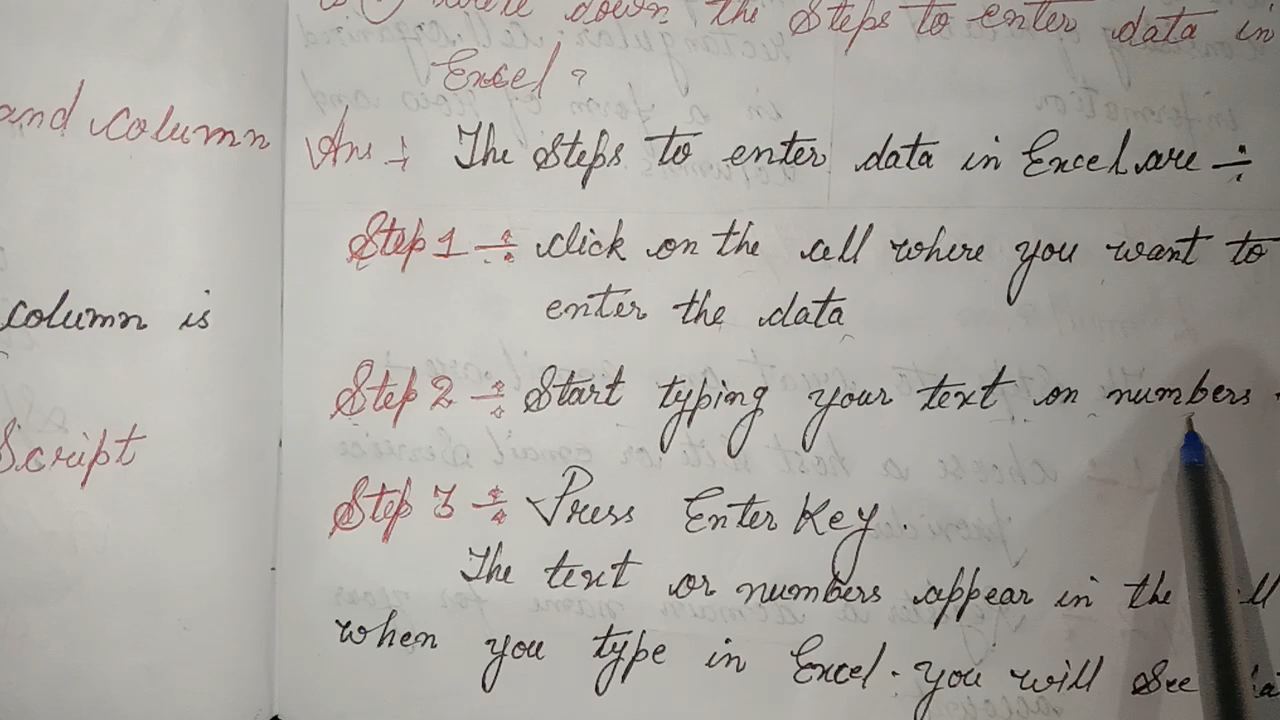 write down the Steps to enter data in
Excel?
and column
Ans ÷ The Steps to enter data in Excel are ÷
Step 1 ÷ click on the cell where you want to
enter the data
column is
Step 2 ÷ Start typing your text on numbers.
Script
Step 3 ÷ Press Enter Key.
The text or numbers appear in the
when you type in Excel. you will See